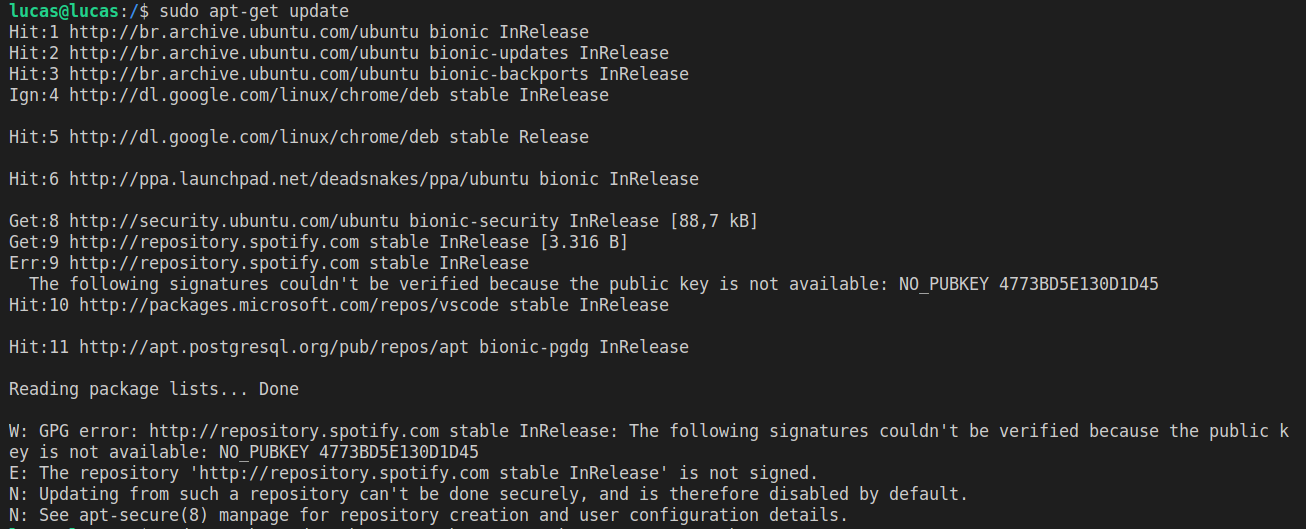 lucas@lucas:/$ sudo apt-get update
Hit:1 http://br.archive.ubuntu.com/ubuntu bionic InRelease
Hit:2 http://br.archive.ubuntu.com/ubuntu bionic-updates InRelease
Hit:3 http://br.archive.ubuntu.com/ubuntu bionic-backports InRelease
Ign:4 http://dl.google.com/linux/chrome/deb stable InRelease
Hit:5 http://dl.google.com/linux/chrome/deb stable Release
Hit:6 http://ppa.launchpad.net/deadsnakes/ppa/ubuntu bionic InRelease
Get:8 http://security.ubuntu.com/ubuntu bionic-security InRelease [88,7 kB]
Get:9 http://repository.spotify.com stable InRelease [3.316 B]
Err:9 http://repository.spotify.com stable InRelease
The following signatures couldn't be verified because the public key is not available: NO_PUBKEY 4773BD5E130D1D45
Hit:10 http://packages.microsoft.com/repos/vscode stable InRelease
Hit:11 http://apt.postgresql.org/pub/repos/apt bionic-pgdg InRelease
Reading package lists... Done
W: GPG error: http://repository.spotify.com stable InRelease: The following signatures couldn't be verified because the public k
ey is not available: NO_PUBKEY 4773BD5E130D1D45
E: The repository 'http://repository.spotify.com stable InRelease' is not signed.
N: Updating from such a repository can't be done securely, and is therefore disabled by default.
N: See apt-secure(8) manpage for repository creation and user configuration details.